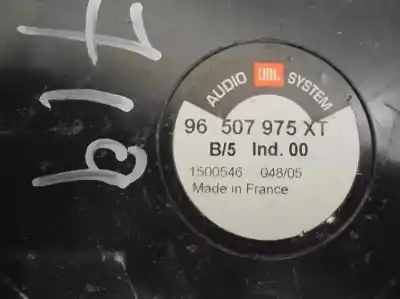 AUDIO JBL SYSTEM
96 507 975 XT
B/5 Ind. 00
1500546 048/05
Made in France